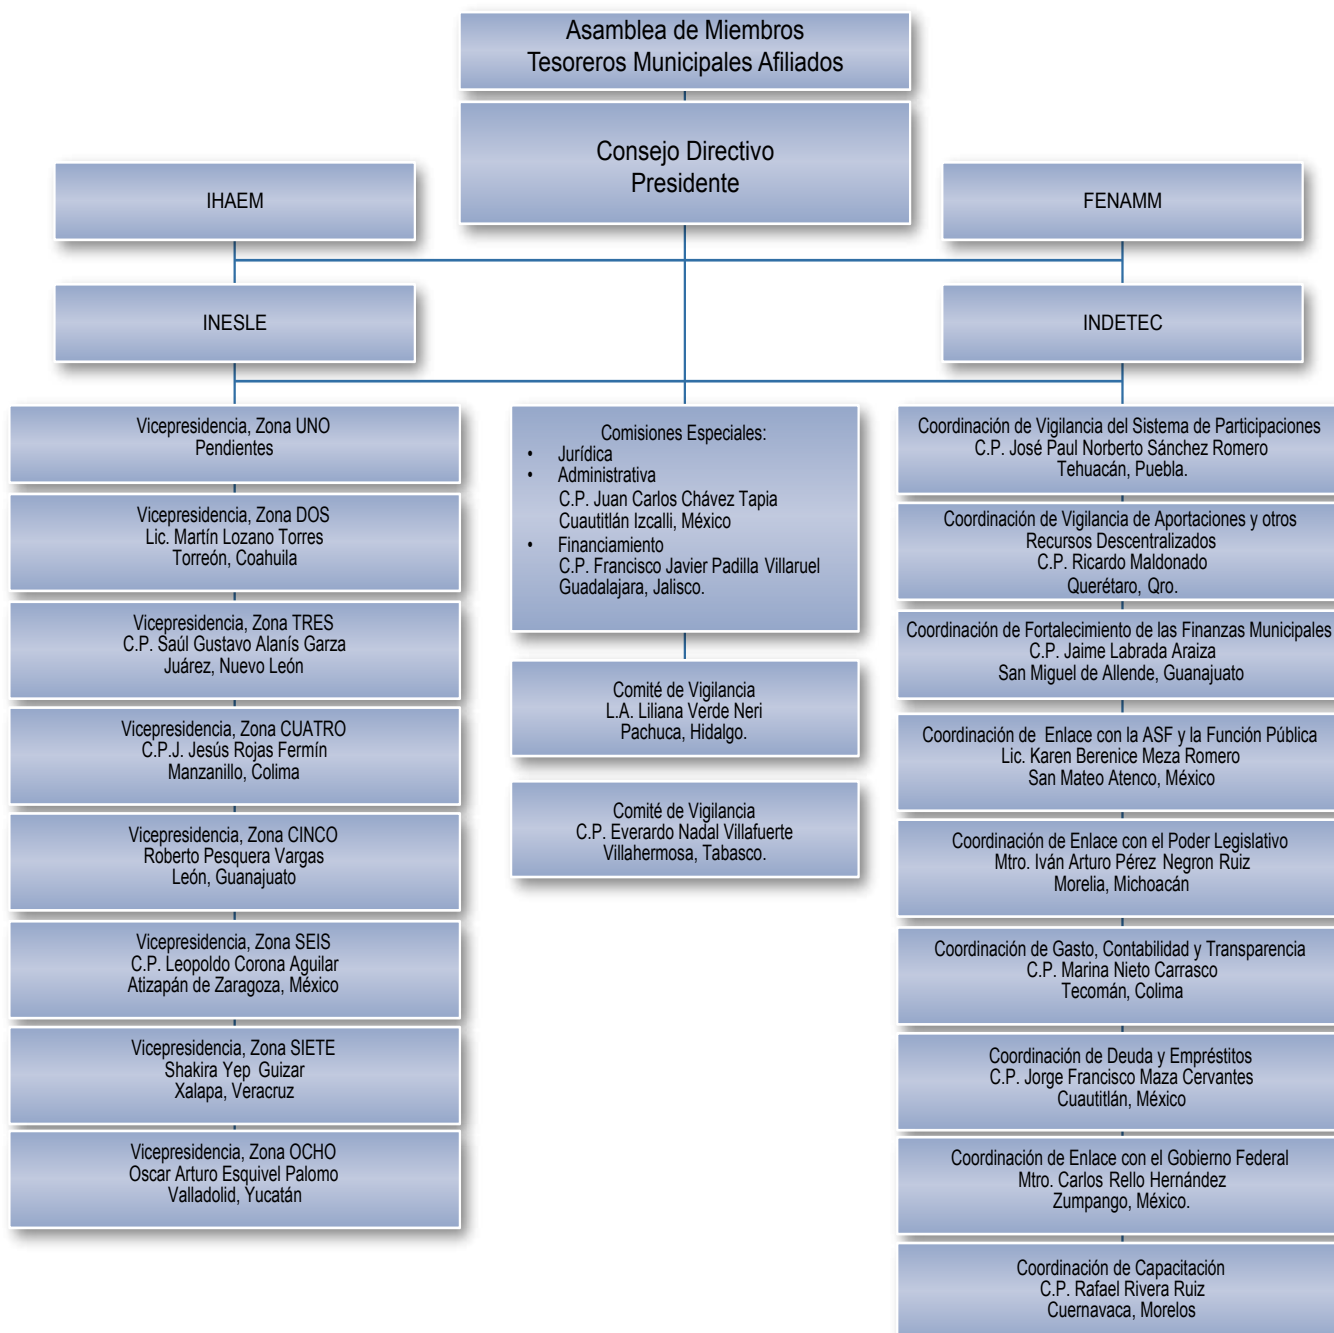 Asamblea de Miembros
Tesoreros Municipales Afiliados
Consejo Directivo
Presidente
IHAEM
FENAMM
INESLE
INDETEC
Vicepresidencia, Zona UNO
Pendientes
Vicepresidencia, Zona DOS
Lic. Martín Lozano Torres
Torreón, Coahuila
Vicepresidencia, Zona TRES
C.P. Saúl Gustavo Alanís Garza
Juárez, Nuevo León
Vicepresidencia, Zona CUATRO
C.P.J. Jesús Rojas Fermín
Manzanillo, Colima
Vicepresidencia, Zona CINCO
Roberto Pesquera Vargas
León, Guanajuato
Vicepresidencia, Zona SEIS
C.P. Leopoldo Corona Aguilar
Atizapán de Zaragoza, México
Vicepresidencia, Zona SIETE
Shakira Yep Guizar
Xalapa, Veracruz
Vicepresidencia, Zona OCHO
Oscar Arturo Esquivel Palomo
Valladolid, Yucatán
Comisiones Especiales:
• Jurídica
• Administrativa
C.P. Juan Carlos Chávez Tapia
Cuautitlán Izcalli, México
• Financiamiento
C.P. Francisco Javier Padilla Villaruel
Guadalajara, Jalisco.
Comité de Vigilancia
L.A. Liliana Verde Neri
Pachuca, Hidalgo.
Comité de Vigilancia
C.P. Everardo Nadal Villafuerte
Villahermosa, Tabasco.
Coordinación de Vigilancia del Sistema de Participaciones
C.P. José Paul Norberto Sánchez Romero
Tehuacán, Puebla.
Coordinación de Vigilancia de Aportaciones y otros
Recursos Descentralizados
C.P. Ricardo Maldonado
Querétaro, Qro.
Coordinación de Fortalecimiento de las Finanzas Municipales
C.P. Jaime Labrada Araiza
San Miguel de Allende, Guanajuato
Coordinación de Enlace con la ASF y la Función Pública
Lic. Karen Berenice Meza Romero
San Mateo Atenco, México
Coordinación de Enlace con el Poder Legislativo
Mtro. Iván Arturo Pérez Negron Ruiz
Morelia, Michoacán
Coordinación de Gasto, Contabilidad y Transparencia
C.P. Marina Nieto Carrasco
Tecomán, Colima
Coordinación de Deuda y Empréstitos
C.P. Jorge Francisco Maza Cervantes
Cuautitlán, México
Coordinación de Enlace con el Gobierno Federal
Mtro. Carlos Rello Hernández
Zumpango, México.
Coordinación de Capacitación
C.P. Rafael Rivera Ruiz
Cuernavaca, Morelos